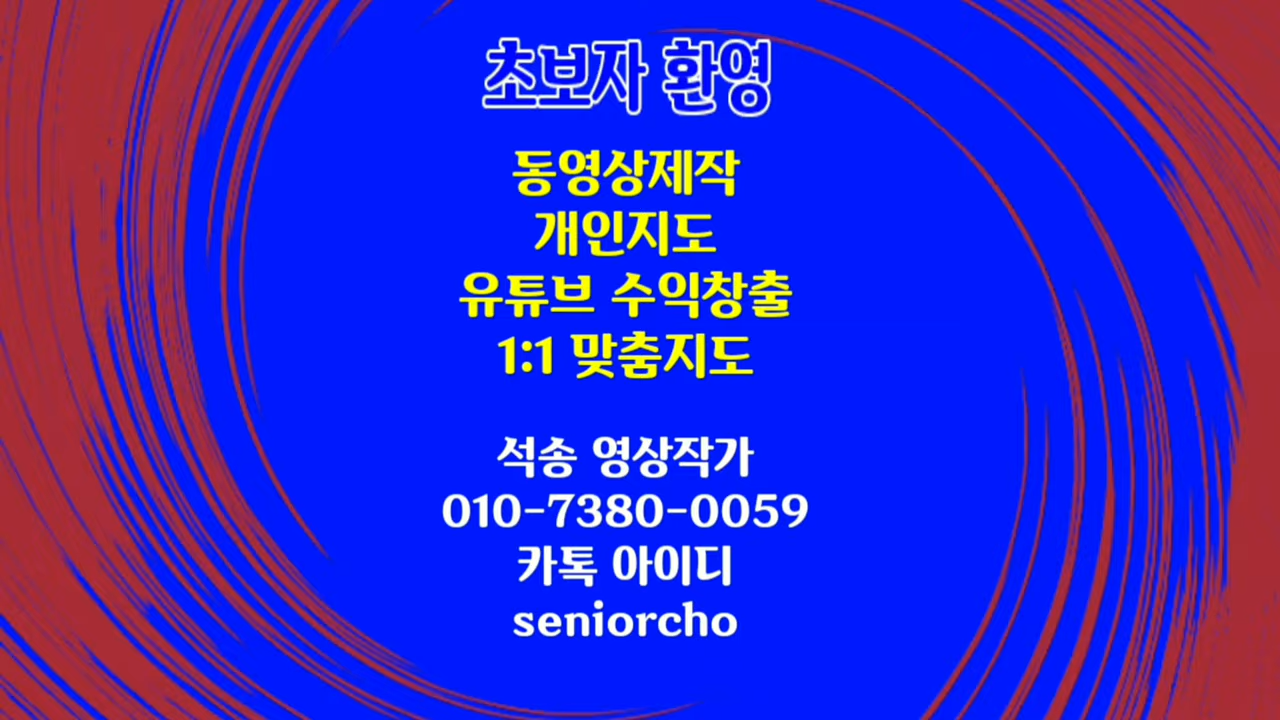 초보자 환영
동영상제작
개인지도
유튜브 수익창출
1:1 맞춤지도
석송 영상작가
010-7380-0059
카톡 아이디
seniorcho